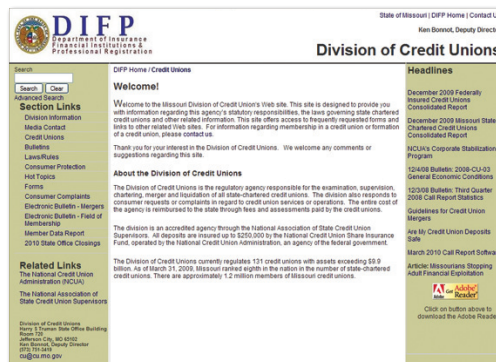 State of Missouri | DIFP Home | Contact U
DIFP
Department of Insurance
Financial Institutions &
Professional Registration
Ken Bonnot, Deputy Directo
Division of Credit Unions
Search
Search Clear
Advanced Search
Section Links
Division Information
Media Contact
Credit Unions
Bulletins
Laws/Rules
Consumer Protection
Hot Topics
Forms
Consumer Complaints
Electronic Bulletin - Mergers
Electronic Bulletin - Field of
Membership
Member Data Report
2010 State Office Closings
Related Links
The National Credit Union
Administration (NCUA)
The National Association of
State Credit Union Supervisors
Division of Credit Unions
Harry S Truman State Office Building
Room 720
Jefferson City, MO 65102
Ken Bonnot, Deputy Director
(573) 751-3419
cu@cu.mo.gov
DIFP Home / Credit Unions
Welcome!
Welcome to the Missouri Division of Credit Union's Web site. This site is designed to provide you
with information regarding this agency's statutory responsibilities, the laws governing state chartered
credit unions and other related information. This site offers access to frequently requested forms and
links to other related Web sites. For information regarding membership in a credit union or formation
of a credit union, please contact us.
Thank you for your interest in the Division of Credit Unions. We welcome any comments or
suggestions regarding this site.
About the Division of Credit Unions
The Division of Credit Unions is the regulatory agency responsible for the examination, supervision,
chartering, merger and liquidation of all state-chartered credit unions. The division also responds to
consumer requests or complaints in regard to credit union services or operations. The entire cost of
the agency is reimbursed to the state through fees and assessments paid by the credit unions.
The division is an accredited agency through the National Association of State Credit Union
Supervisors. All deposits are insured up to $250,000 by the National Credit Union Share Insurance
Fund, operated by the National Credit Union Administration, an agency of the federal government.
The Division of Credit Unions currently regulates 131 credit unions with assets exceeding $9.9
billion. As of March 31, 2009, Missouri ranked eighth in the nation in the number of state-chartered
credit unions. There are approximately 1.2 million members of Missouri credit unions.
Headlines
December 2009 Federally
Insured Credit Unions
Consolidated Report
December 2009 Missouri State
Chartered Credit Unions
Consolidated Report
NCUA's Corporate Stabilization
Program
12/4/08 Bulletin: 2008-CU-03
General Economic Conditions
12/3/08 Bulletin: Third Quarter
2008 Call Report Statistics
Guidelines for Credit Union
Mergers
Are My Credit Union Deposits
Safe
March 2010 Call Report Softwar
Article: Missourians Stopping
Adult Financial Exploitation
Get Adobe
Reader
Click on button above to
download the Adobe Reade